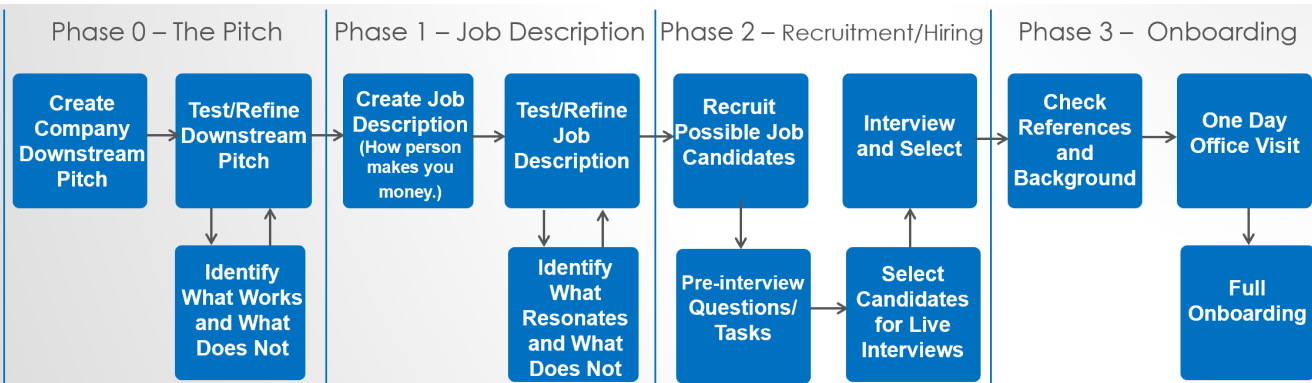 Phase 0 – The Pitch
Create
Company
Downstream
Pitch
Test/Refine
Downstream
Pitch
Identify
What Works
and What
Does Not
Phase 1 – Job Description
Create Job
Description
(How person
makes you
money.)
Test/Refine
Job
Description
Identify
What
Resonates
and What
Does Not
Phase 2 – Recruitment/Hiring
Recruit
Possible Job
Candidates
Pre-interview
Questions/
Tasks
Select
Candidates
for Live
Interviews
Interview
and Select
Phase 3 – Onboarding
Check
References
and
Background
One Day
Office Visit
Full
Onboarding